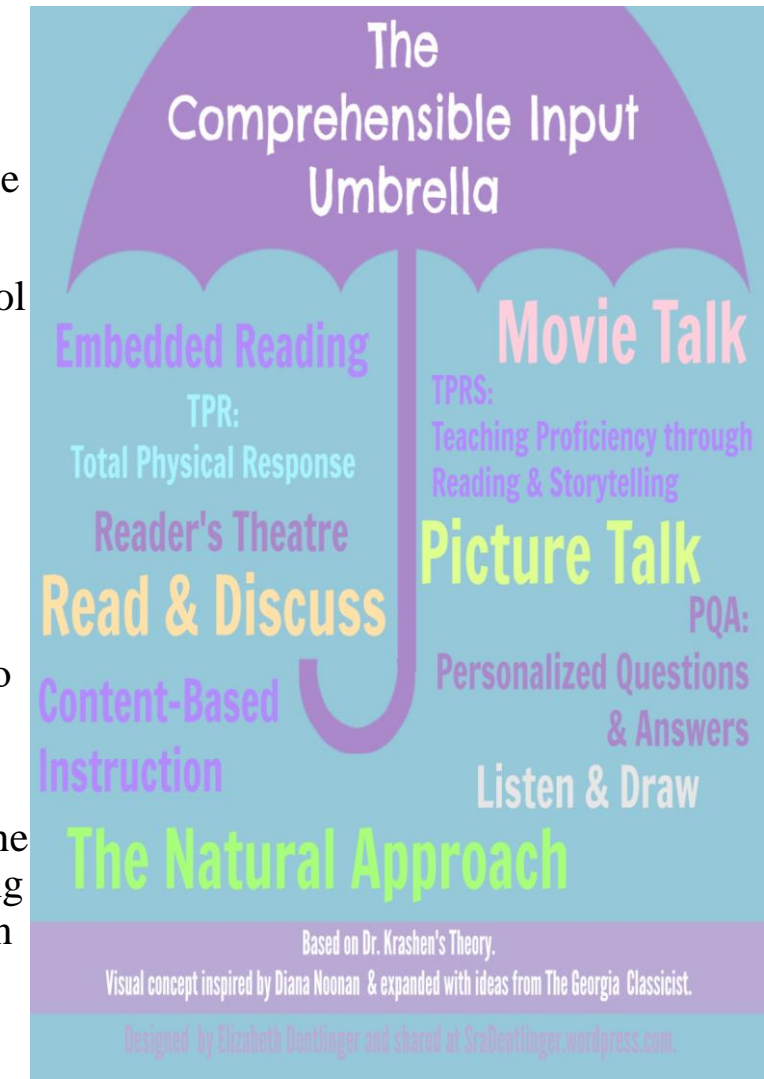 The
Comprehensible Input
Umbrella
Embedded Reading
TPR:
Total Physical Response
Reader's Theatre
Read & Discuss
Content-Based
Instruction
The Natural Approach
Movie Talk
TPRS:
Teaching Proficiency through
Reading & Storytelling
Picture Talk
PQA:
Personalized Questions
& Answers
Listen & Draw
Based on Dr. Krashen's Theory.
Visual concept inspired by Diana Noonan & expanded with ideas from The Georgia Classicist.
Designed by Elizabeth Dentlinger and shared at SraDentlinger.wordpress.com.